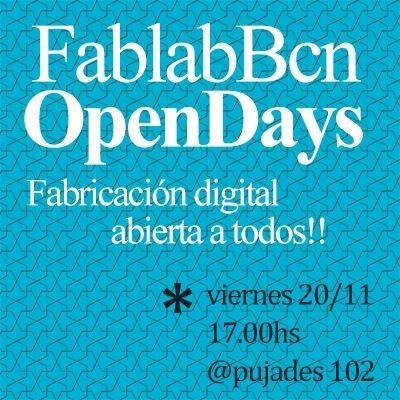 FablabBcn
OpenDays
Fabricación digital
abierta a todos!!
* viernes 20/11
17.00hs
@pujades 102